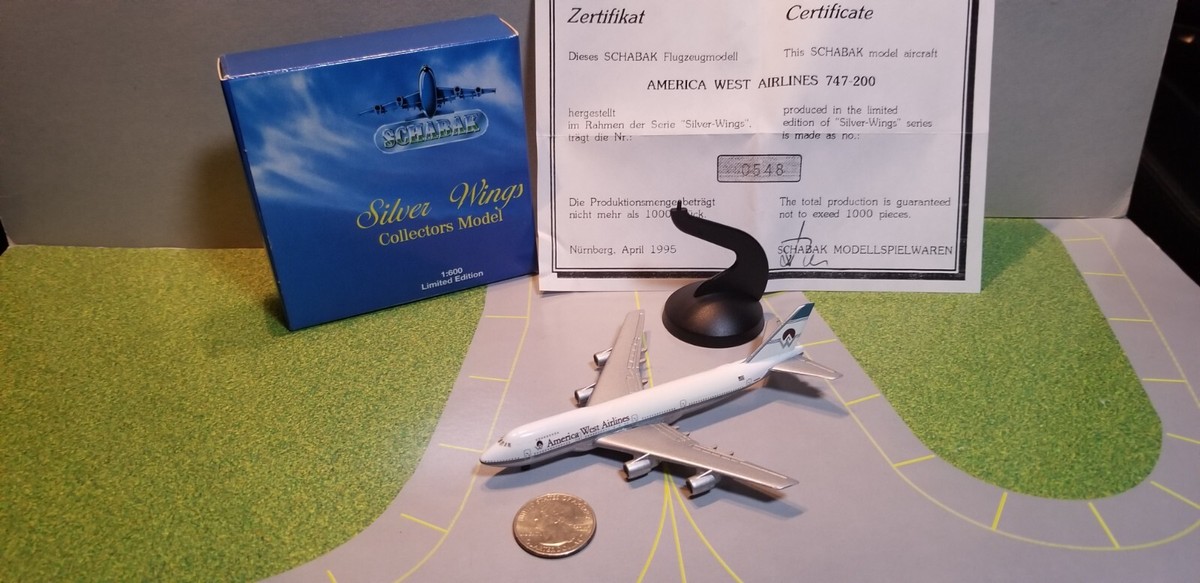 SCHABAK
Silver Wings
Collectors Model
1:600
Limited Edition
Zertifikat
Dieses SCHABAK Flugzeugmodell
Certificate
This SCHABAK model aircraft
AMERICA WEST AIRLINES 747-200
hergestellt
im Rahmen der Serie "Silver-Wings".
trägt die Nr.:
produced in the limited
edition of "Silver-Wings" series
is made as no.:
0548
Die Produktionsmenge beträgt
nicht mehr als 1000
The total production is guaranteed
not to exceed 1000 pieces.
Nürnberg, April 1995
SCHABAK MODELLSPIELWAREN
America West Airlines